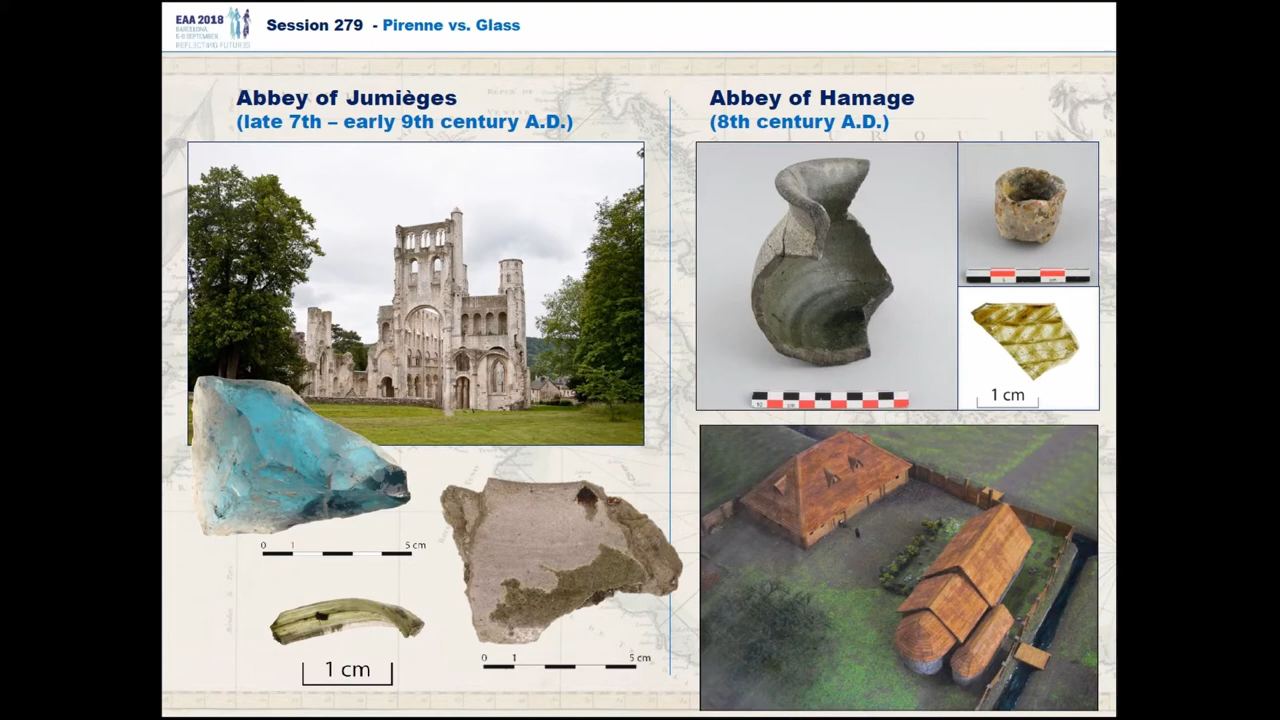 EAA 2018
BARCELONA
5-8 SEPTEMBER
REFLECTING FUTURES
Session 279 - Pirenne vs. Glass
Abbey of Jumièges
(late 7th – early 9th century A.D.)
0 1 5 cm
1 cm
0 1 5 cm
Abbey of Hamage
(8th century A.D.)
1 cm